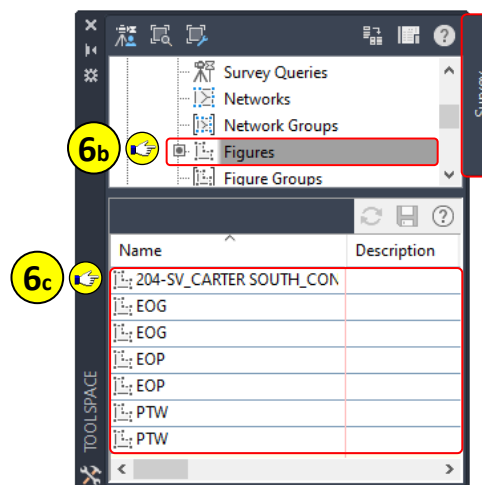 Survey Queries
Networks
Network Groups
6b
Figures
Figure Groups
Name Description
6c
204-SV_CARTER SOUTH_CON
EOG
EOG
EOP
EOP
PTW
PTW
TOOLSPACE
Survey